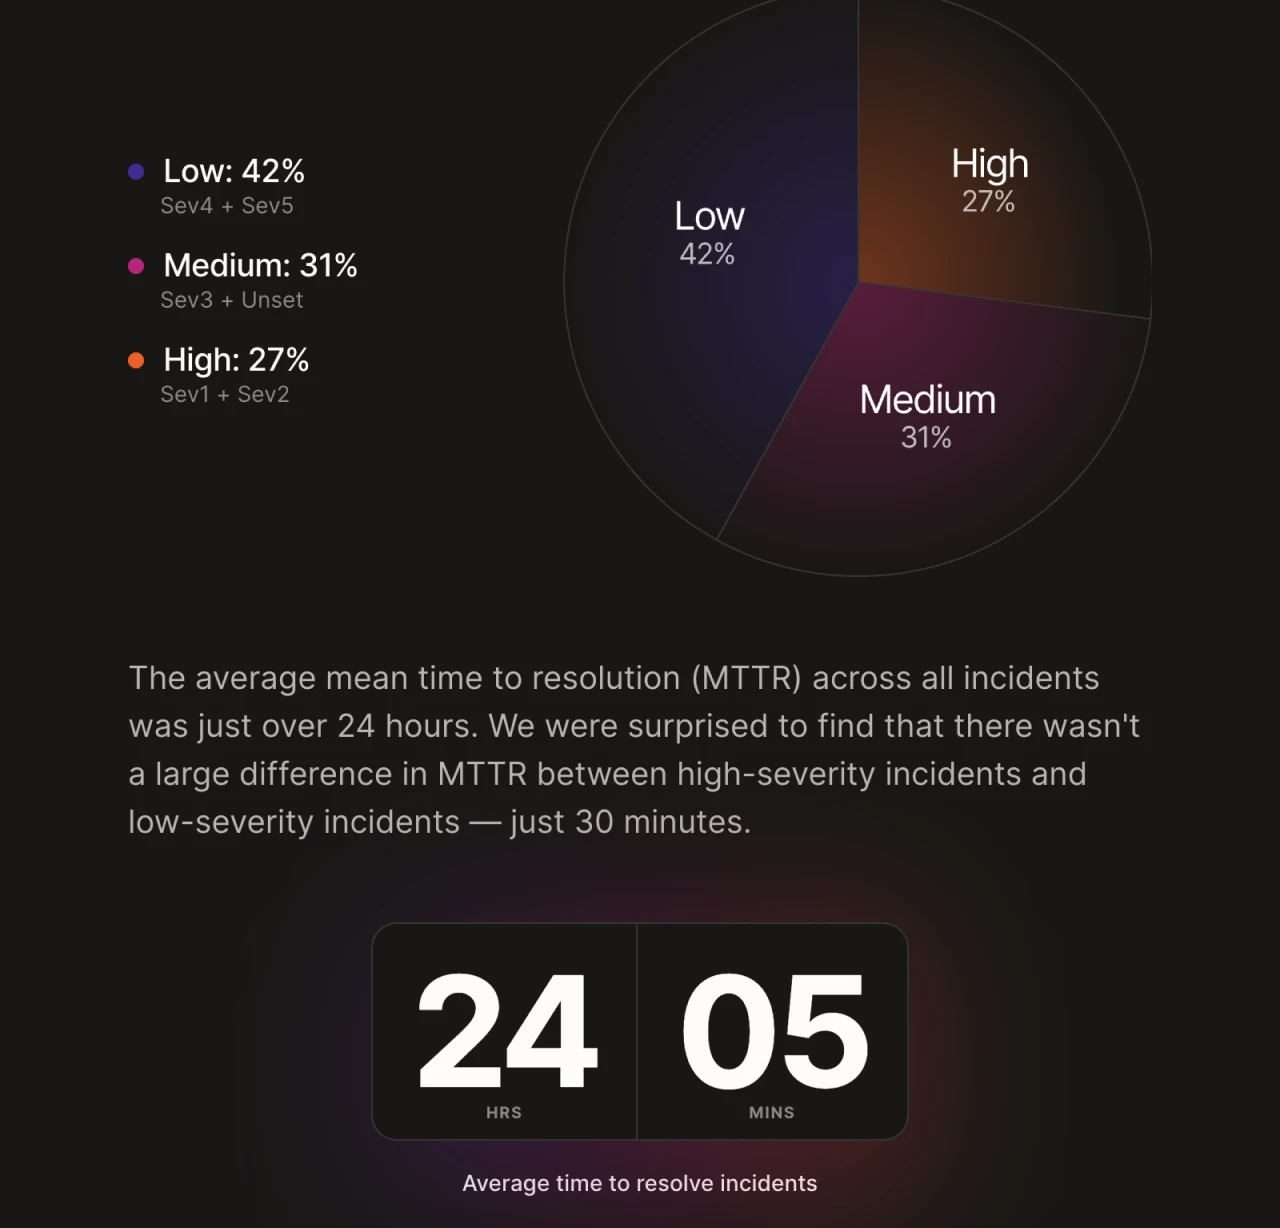 Low: 42%
Sev4 + Sev5
Medium: 31%
Sev3 + Unset
High: 27%
Sev1 + Sev2
High
27%
Low
42%
Medium
31%
The average mean time to resolution (MTTR) across all incidents
was just over 24 hours. We were surprised to find that there wasn't
a large difference in MTTR between high-severity incidents and
low-severity incidents — just 30 minutes.
24 05
HRS MINS
Average time to resolve incidents